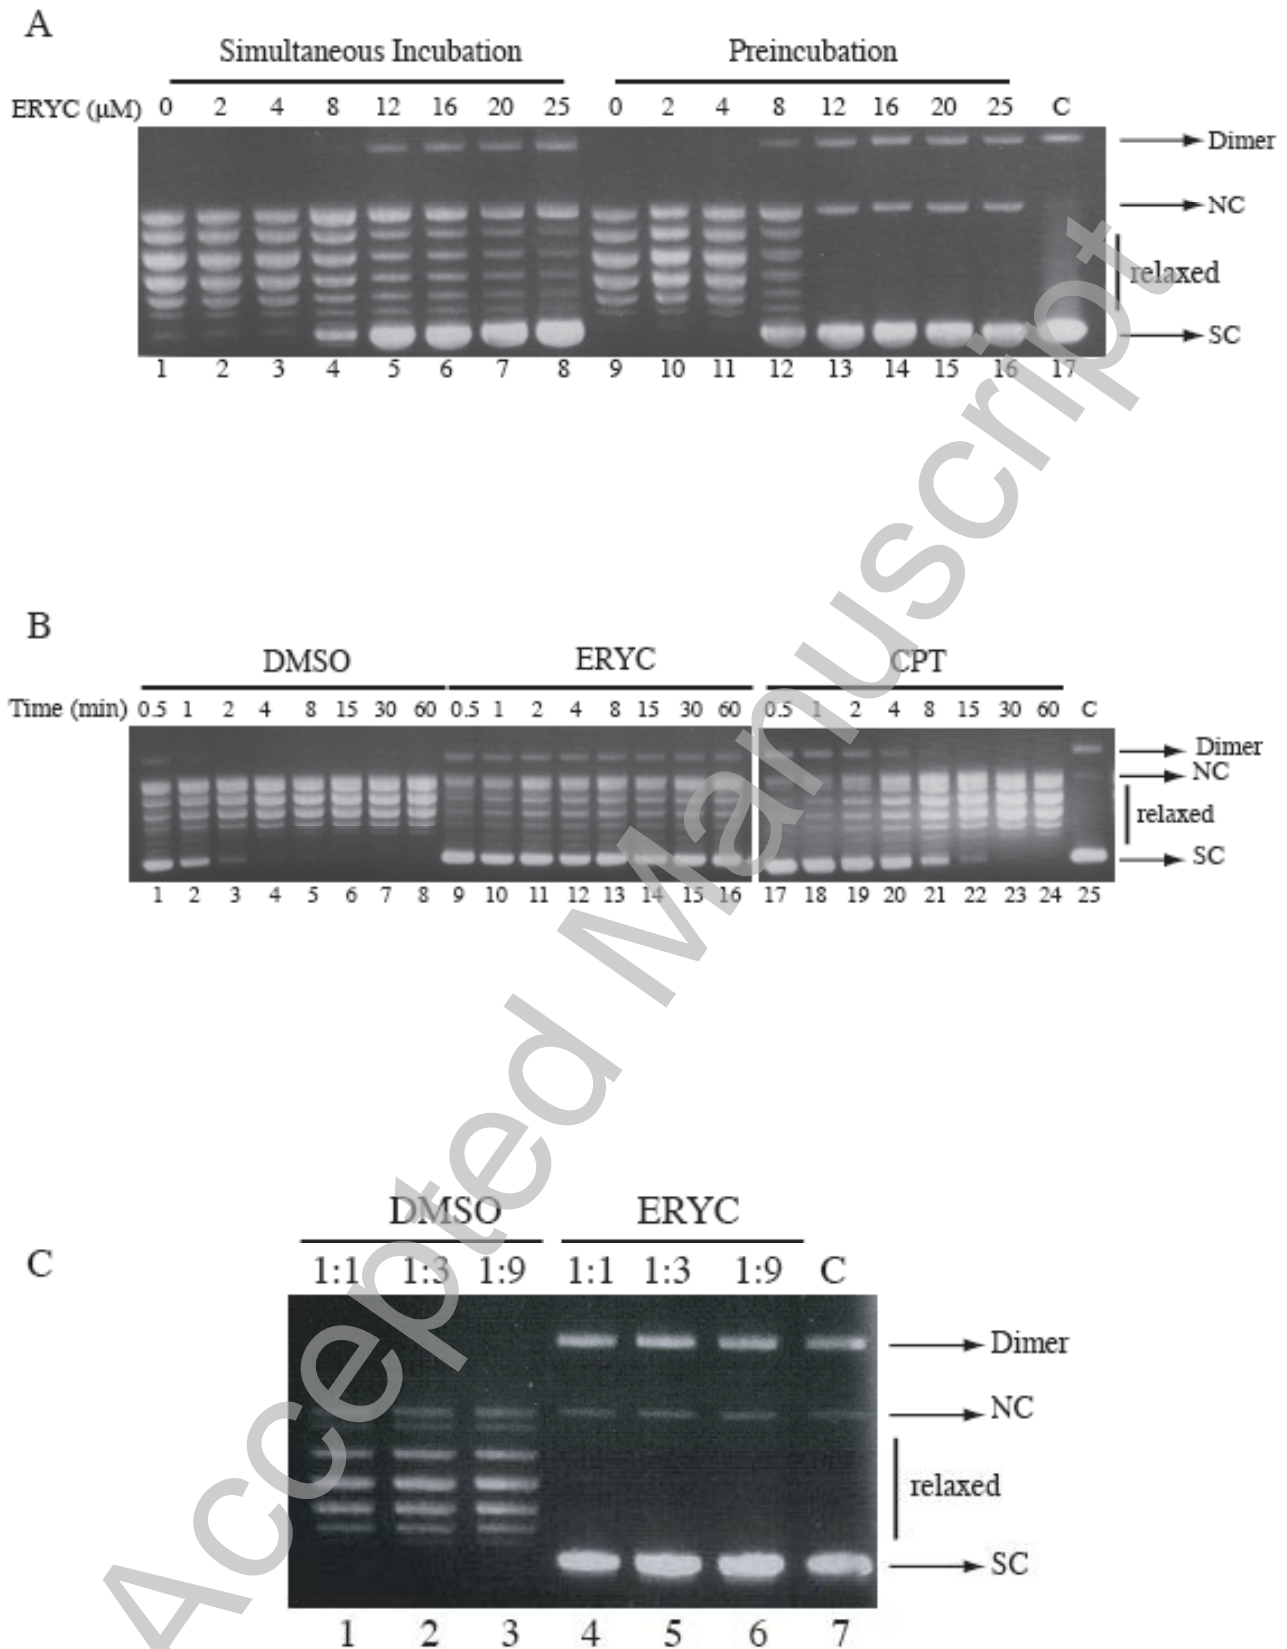 A
Simultaneous Incubation Preincubation
ERYC (μM) 0 2 4 8 12 16 20 25 0 2 4 8 12 16 20 25 C
Dimer
NC
relaxed
SC
1 2 3 4 5 6 7 8 9 10 11 12 13 14 15 16 17
B
DMSO ERYC CPT
Time (min) 0.5 1 2 4 8 15 30 60 0.5 1 2 4 8 15 30 60 0.5 1 2 4 8 15 30 60 C
Dimer
NC
relaxed
SC
1 2 3 4 5 6 7 8 9 10 11 12 13 14 15 16 17 18 19 20 21 22 23 24 25
DMSO ERYC
C 1:1 1:3 1:9 1:1 1:3 1:9 C
Dimer
NC
relaxed
SC
1 2 3 4 5 6 7
Accepted Manuscript